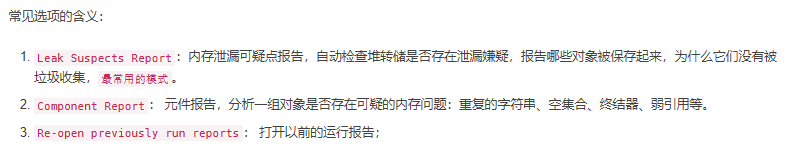 常见选项的含义：
1. Leak Suspects Report：内存泄漏可疑点报告，自动检查堆转储是否存在泄漏嫌疑，报告哪些对象被保存起来，为什么它们没有被
垃圾收集，最常用的模式。
2. Component Report： 元件报告，分析一组对象是否存在可疑的内存问题：重复的字符串、空集合、终结器、弱引用等。
3. Re-open previously run reports： 打开以前的运行报告；